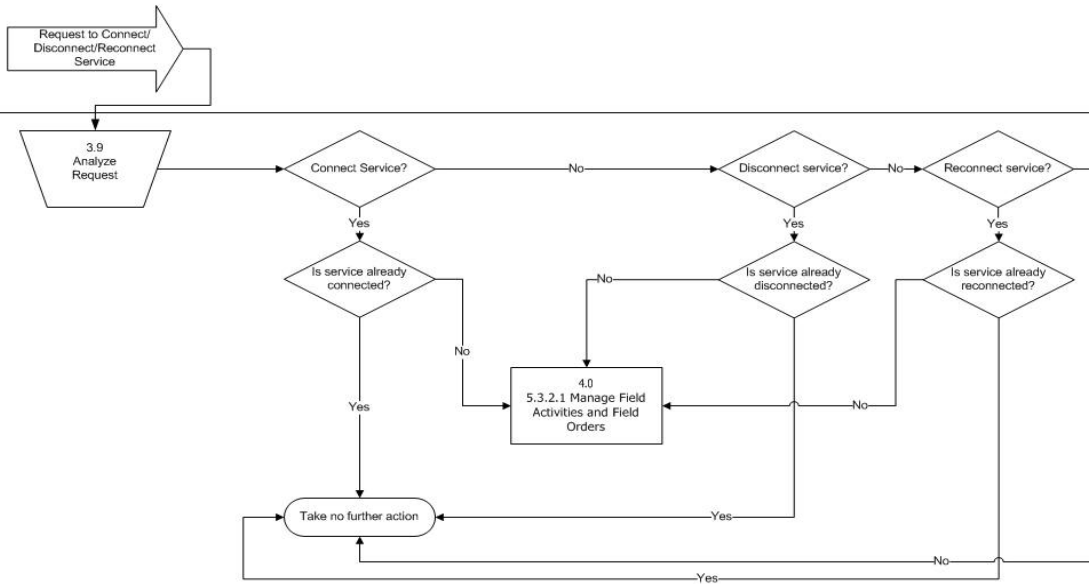 Request to Connect/
Disconnect/Reconnect
Service
3.9
Analyze
Request
Connect Service?
No
Disconnect service?
No
Reconnect service?
Yes
Yes
Yes
Is service already
connected?
No
Is service already
disconnected?
Is service already
reconnected?
No
4.0
5.3.2.1 Manage Field
Activities and Field
Orders
Yes
No
Take no further action
Yes
No
Yes